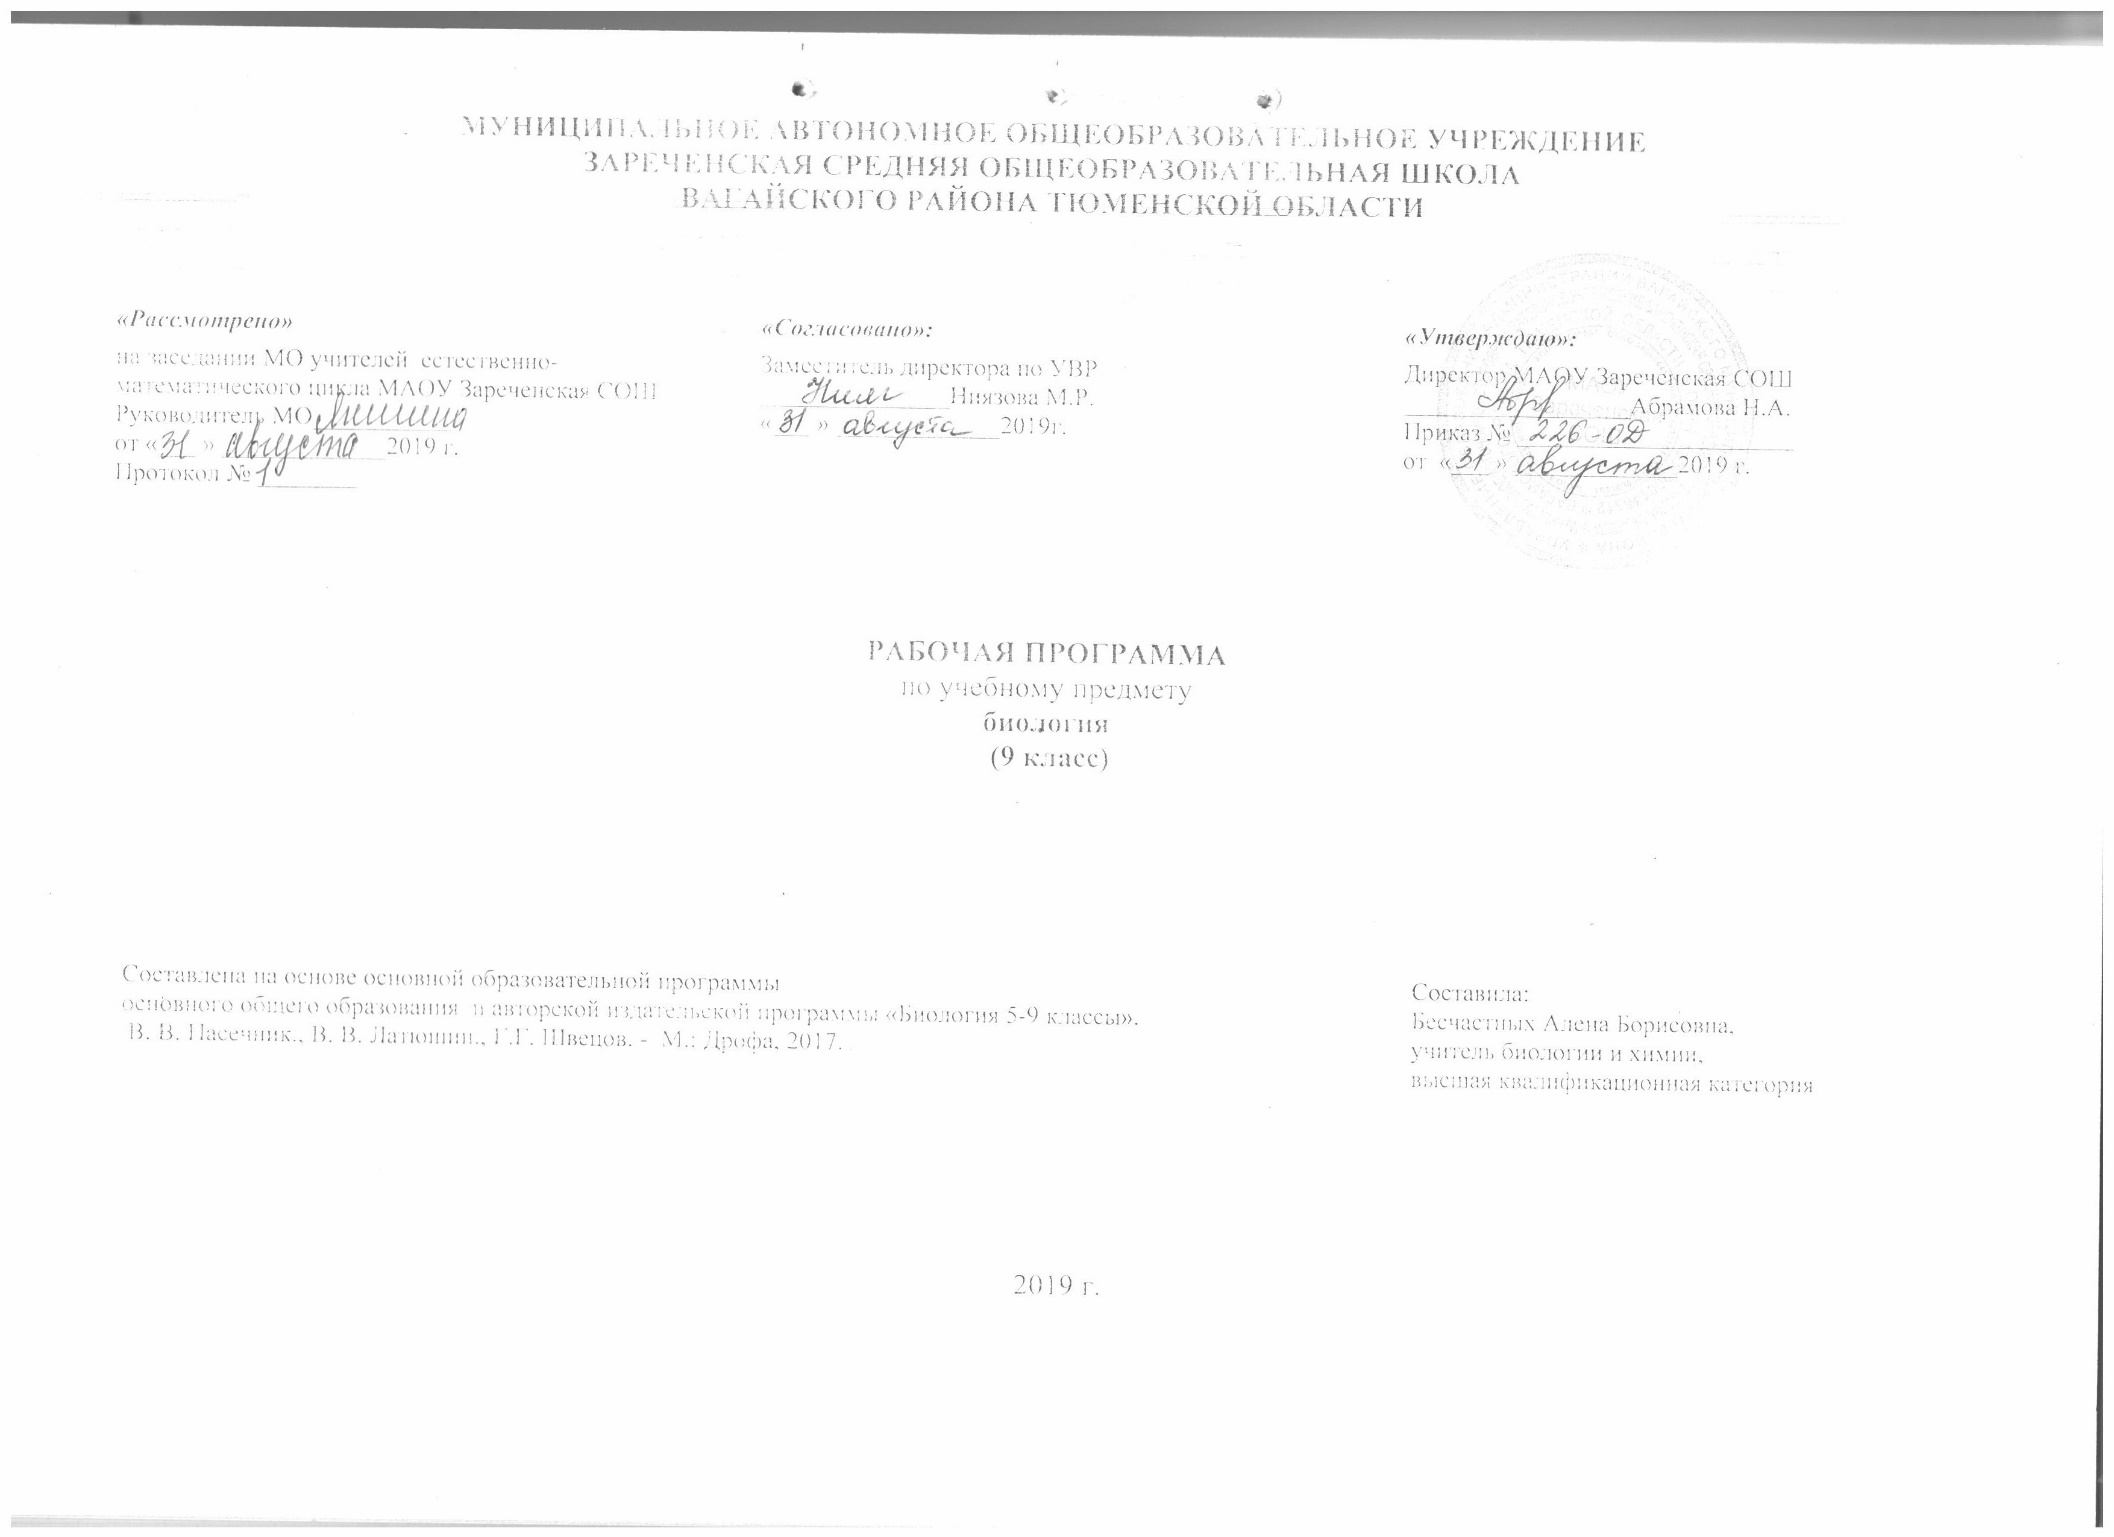 МУНИЦИПАЛЬНОЕ АВТОНОМНОЕ ОБЩЕОБРАЗОВАТЕЛЬНОЕ УЧРЕЖДЕНИЕ
ЗАРЕЧЕНСКАЯ СРЕДНЯЯ ОБЩЕОБРАЗОВАТЕЛЬНАЯ ШКОЛА
ВАГАЙСКОГО РАЙОНА ТЮМЕНСКОЙ ОБЛАСТИ
«Рассмотрено»
на заседании МО учителей естественно-
математического цикла МАОУ Зареченская СОШ
Руководитель МО
от «31» августа 2019 г.
Протокол № 1
«Согласовано»:
Заместитель директора по УВР
Ниязова М.Р.
«31» августа 2019г.
«Утверждаю»:
Директор МАОУ Зареченская СОШ
Абрамова Н.А.
Приказ № 226-ОД
от «31» августа 2019 г.
РАБОЧАЯ ПРОГРАММА
по учебному предмету
биология
(9 класс)
Составлена на основе основной образовательной программы
основного общего образования и авторской издательской программы «Биология 5-9 классы».
В. В. Пасечник., В. В. Латюшин., Г.Г. Швецов. - М.: Дрофа, 2017.
Составила:
Бесчастных Алена Борисовна,
учитель биологии и химии,
высшая квалификационная категория
2019 г.